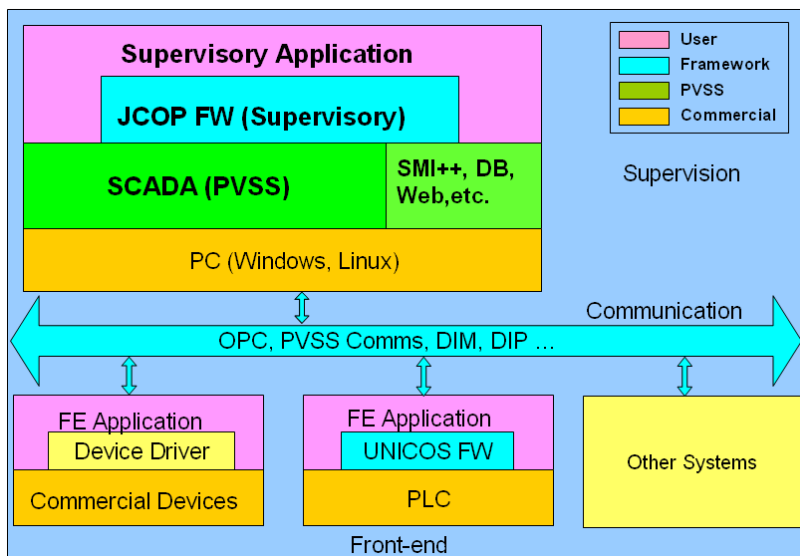 Supervisory Application
JCOP FW (Supervisory)
SCADA (PVSS)
SMI++, DB,
Web,etc.
PC (Windows, Linux)
User
Framework
PVSS
Commercial
Supervision
Communication
OPC, PVSS Comms, DIM, DIP ...
FE Application
Device Driver
Commercial Devices
FE Application
UNICOS FW
PLC
Other Systems
Front-end